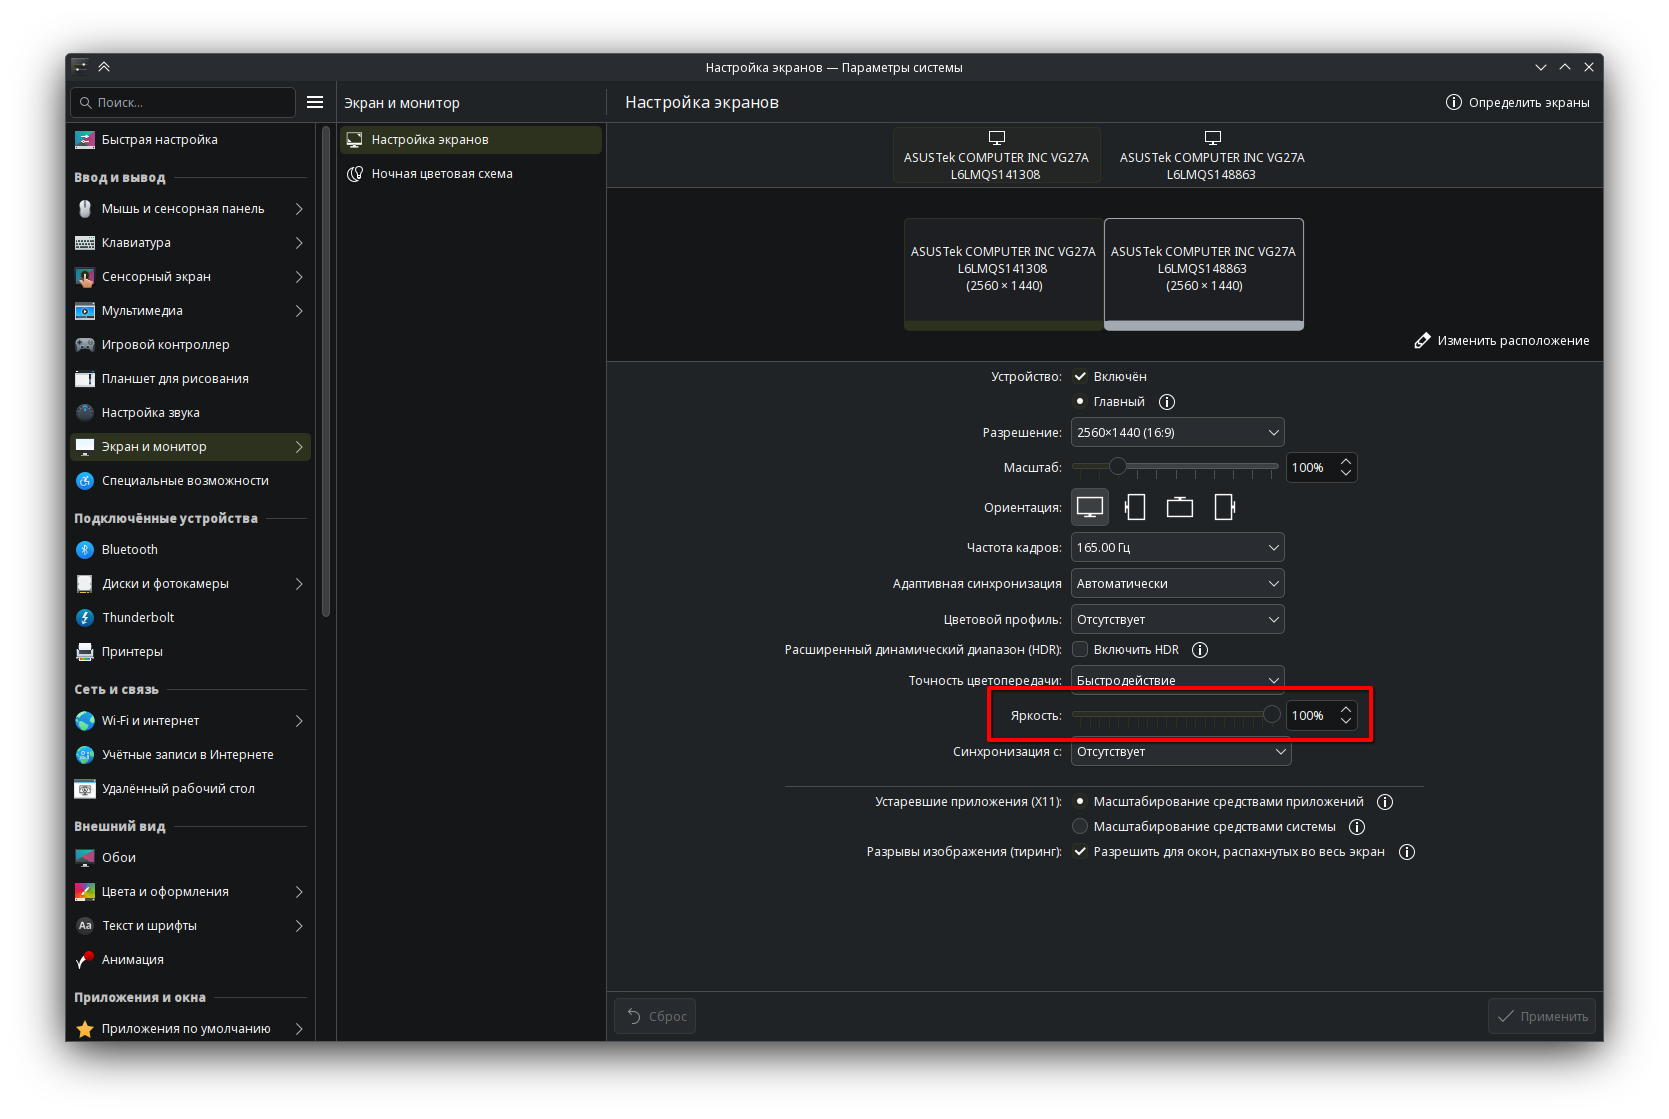 Настройка экранов — Параметры системы
Поиск...
Экран и монитор
Настройка экранов
Определить экраны
Быстрая настройка
Ввод и вывод
Мышь и сенсорная панель
Клавиатура
Сенсорный экран
Мультимедиа
Игровой контроллер
Планшет для рисования
Настройка звука
Экран и монитор
Специальные возможности
Подключённые устройства
Bluetooth
Диски и фотокамеры
Thunderbolt
Принтеры
Сеть и связь
Wi-Fi и интернет
Учётные записи в Интернете
Удалённый рабочий стол
Внешний вид
Обои
Цвета и оформления
Aa Текст и шрифты
Анимация
Приложения и окна
Приложения по умолчанию
Настройка экранов
Ночная цветовая схема
ASUSTek COMPUTER INC VG27A
L6LMQS141308
ASUSTek COMPUTER INC VG27A
L6LMQS148863
ASUSTek COMPUTER INC VG27A
L6LMQS141308
(2560 × 1440)
ASUSTek COMPUTER INC VG27A
L6LMQS148863
(2560 × 1440)
Изменить расположение
Устройство: Включён
Главный
Разрешение: 2560×1440 (16:9)
Масштаб: 100%
Ориентация:
Частота кадров: 165.00 Гц
Адаптивная синхронизация Автоматически
Цветовой профиль: Отсутствует
Расширенный динамический диапазон (HDR): Включить HDR
Точность цветопередачи: Быстродействие
Яркость: 100%
Синхронизация с: Отсутствует
Устаревшие приложения (X11): Масштабирование средствами приложений
Масштабирование средствами системы
Разрывы изображения (тиринг): Разрешить для окон, распахнутых во весь экран
Сброс
Применить